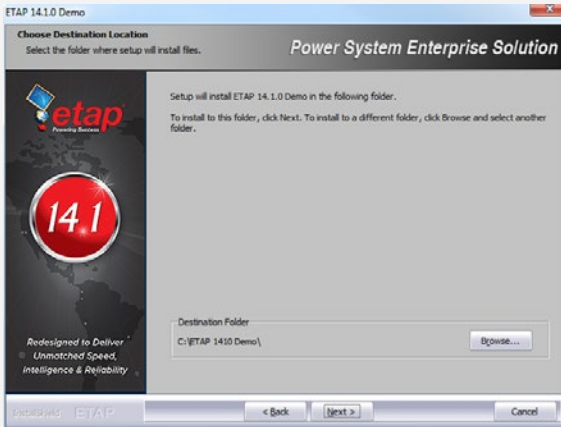 ETAP 14.1.0 Demo
Choose Destination Location
Select the folder where setup will install files.
Power System Enterprise Solution
etap
Powering Success
14.1
Redesigned to Deliver
Unmatched Speed,
Intelligence & Reliability
Setup will install ETAP 14.1.0 Demo in the following folder.
To install to this folder, click Next. To install to a different folder, click Browse and select another
folder.
Destination Folder
C:\ETAP 1410 Demo\
Browse...
InstallShield ETAP
< Back
Next >
Cancel